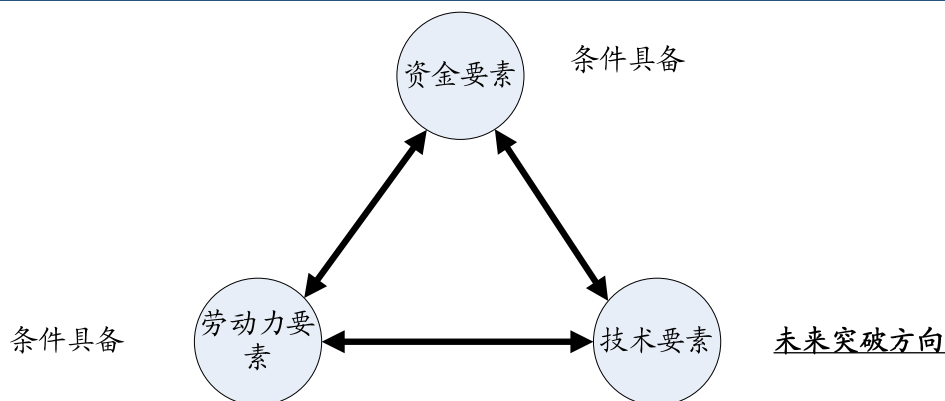 资金要素
条件具备
条件具备
劳动力要
素
技术要素
未来突破方向